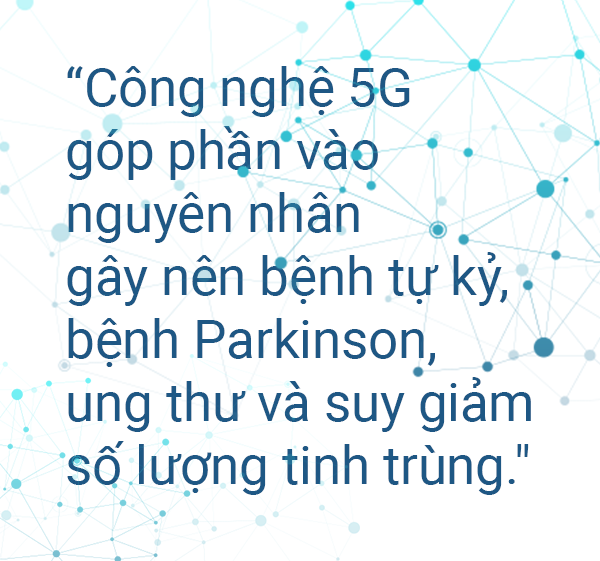 “Công nghệ 5G
góp phần vào
nguyên nhân
gây nên bệnh tự kỷ,
bệnh Parkinson,
ung thư và suy giảm
số lượng tinh trùng."